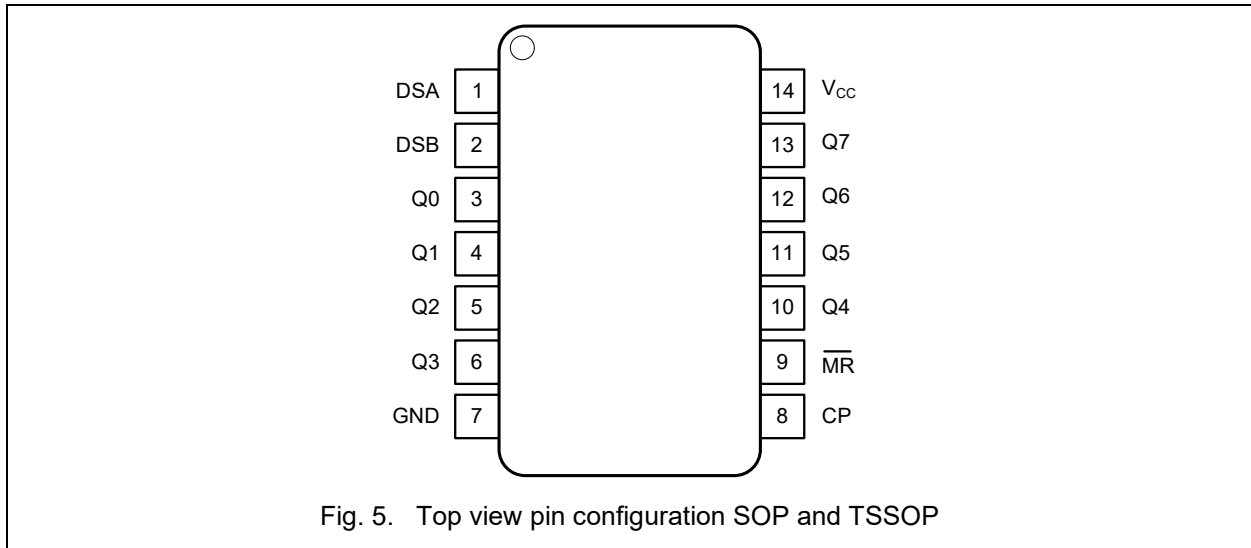 DSA 1 14 VCC
DSB 2 13 Q7
Q0 3 12 Q6
Q1 4 11 Q5
Q2 5 10 Q4
Q3 6 9 M̅R̅
GND 7 8 CP
Fig. 5. Top view pin configuration SOP and TSSOP